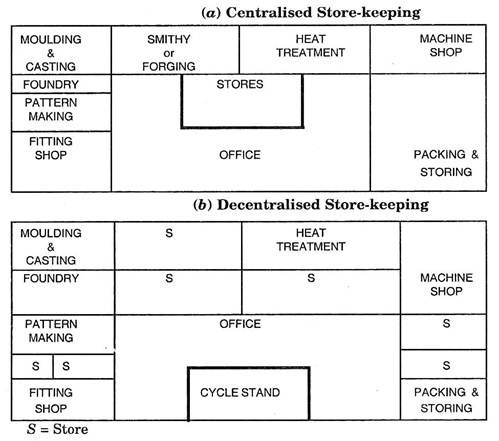 (a) Centralised Store-keeping
MOULDING
&
CASTING
SMITHY
or
FORGING
HEAT
TREATMENT
MACHINE
SHOP
FOUNDRY
STORES
PATTERN
MAKING
FITTING
SHOP
OFFICE
PACKING &
STORING
(b) Decentralised Store-keeping
MOULDING
&
CASTING
S
HEAT
TREATMENT
FOUNDRY
S
S
MACHINE
SHOP
PATTERN
MAKING
OFFICE
S
S
S
S
FITTING
SHOP
CYCLE STAND
PACKING &
STORING
S = Store